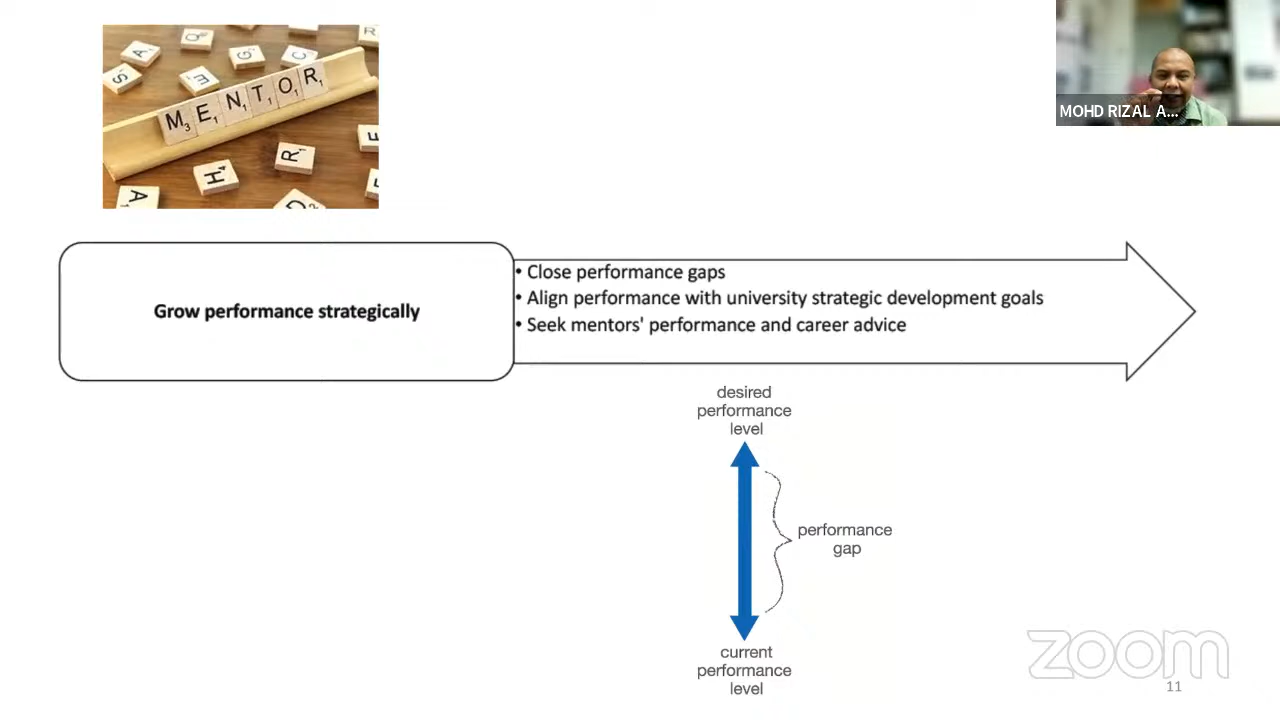 MENTOR
MOHD RIZAL A...
Grow performance strategically
• Close performance gaps
• Align performance with university strategic development goals
• Seek mentors' performance and career advice
desired
performance
level
performance
gap
current
performance
level
zoom
11